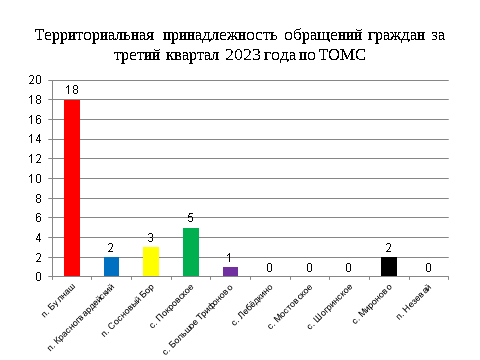 Территориальная принадлежность обращений граждан за
третий квартал 2023 года по ТОМС
20
18
16
14
12
10
8
6
4
2
0
18
2
3
5
1
0
0
0
2
0
п. Буланаш
п. Красногвардейский
п. Сосновый Бор
с. Покровское
с. Большое Трифоново
с. Лебёдкино
с. Мостовское
с. Шогринское
с. Мироново
п. Незевай